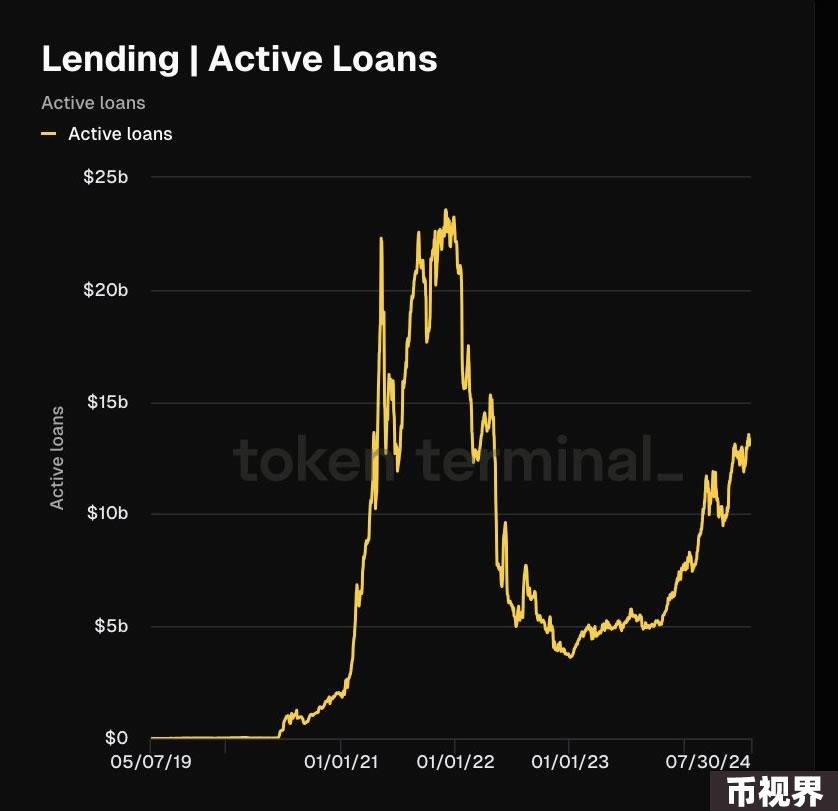 Lending | Active Loans
Active loans
Active loans
$25b
$20b
$15b
$10b
$5b
$0
Active loans
token terminal_
05/07/19
01/01/21
01/01/22
01/01/23
07/30/24
币视界